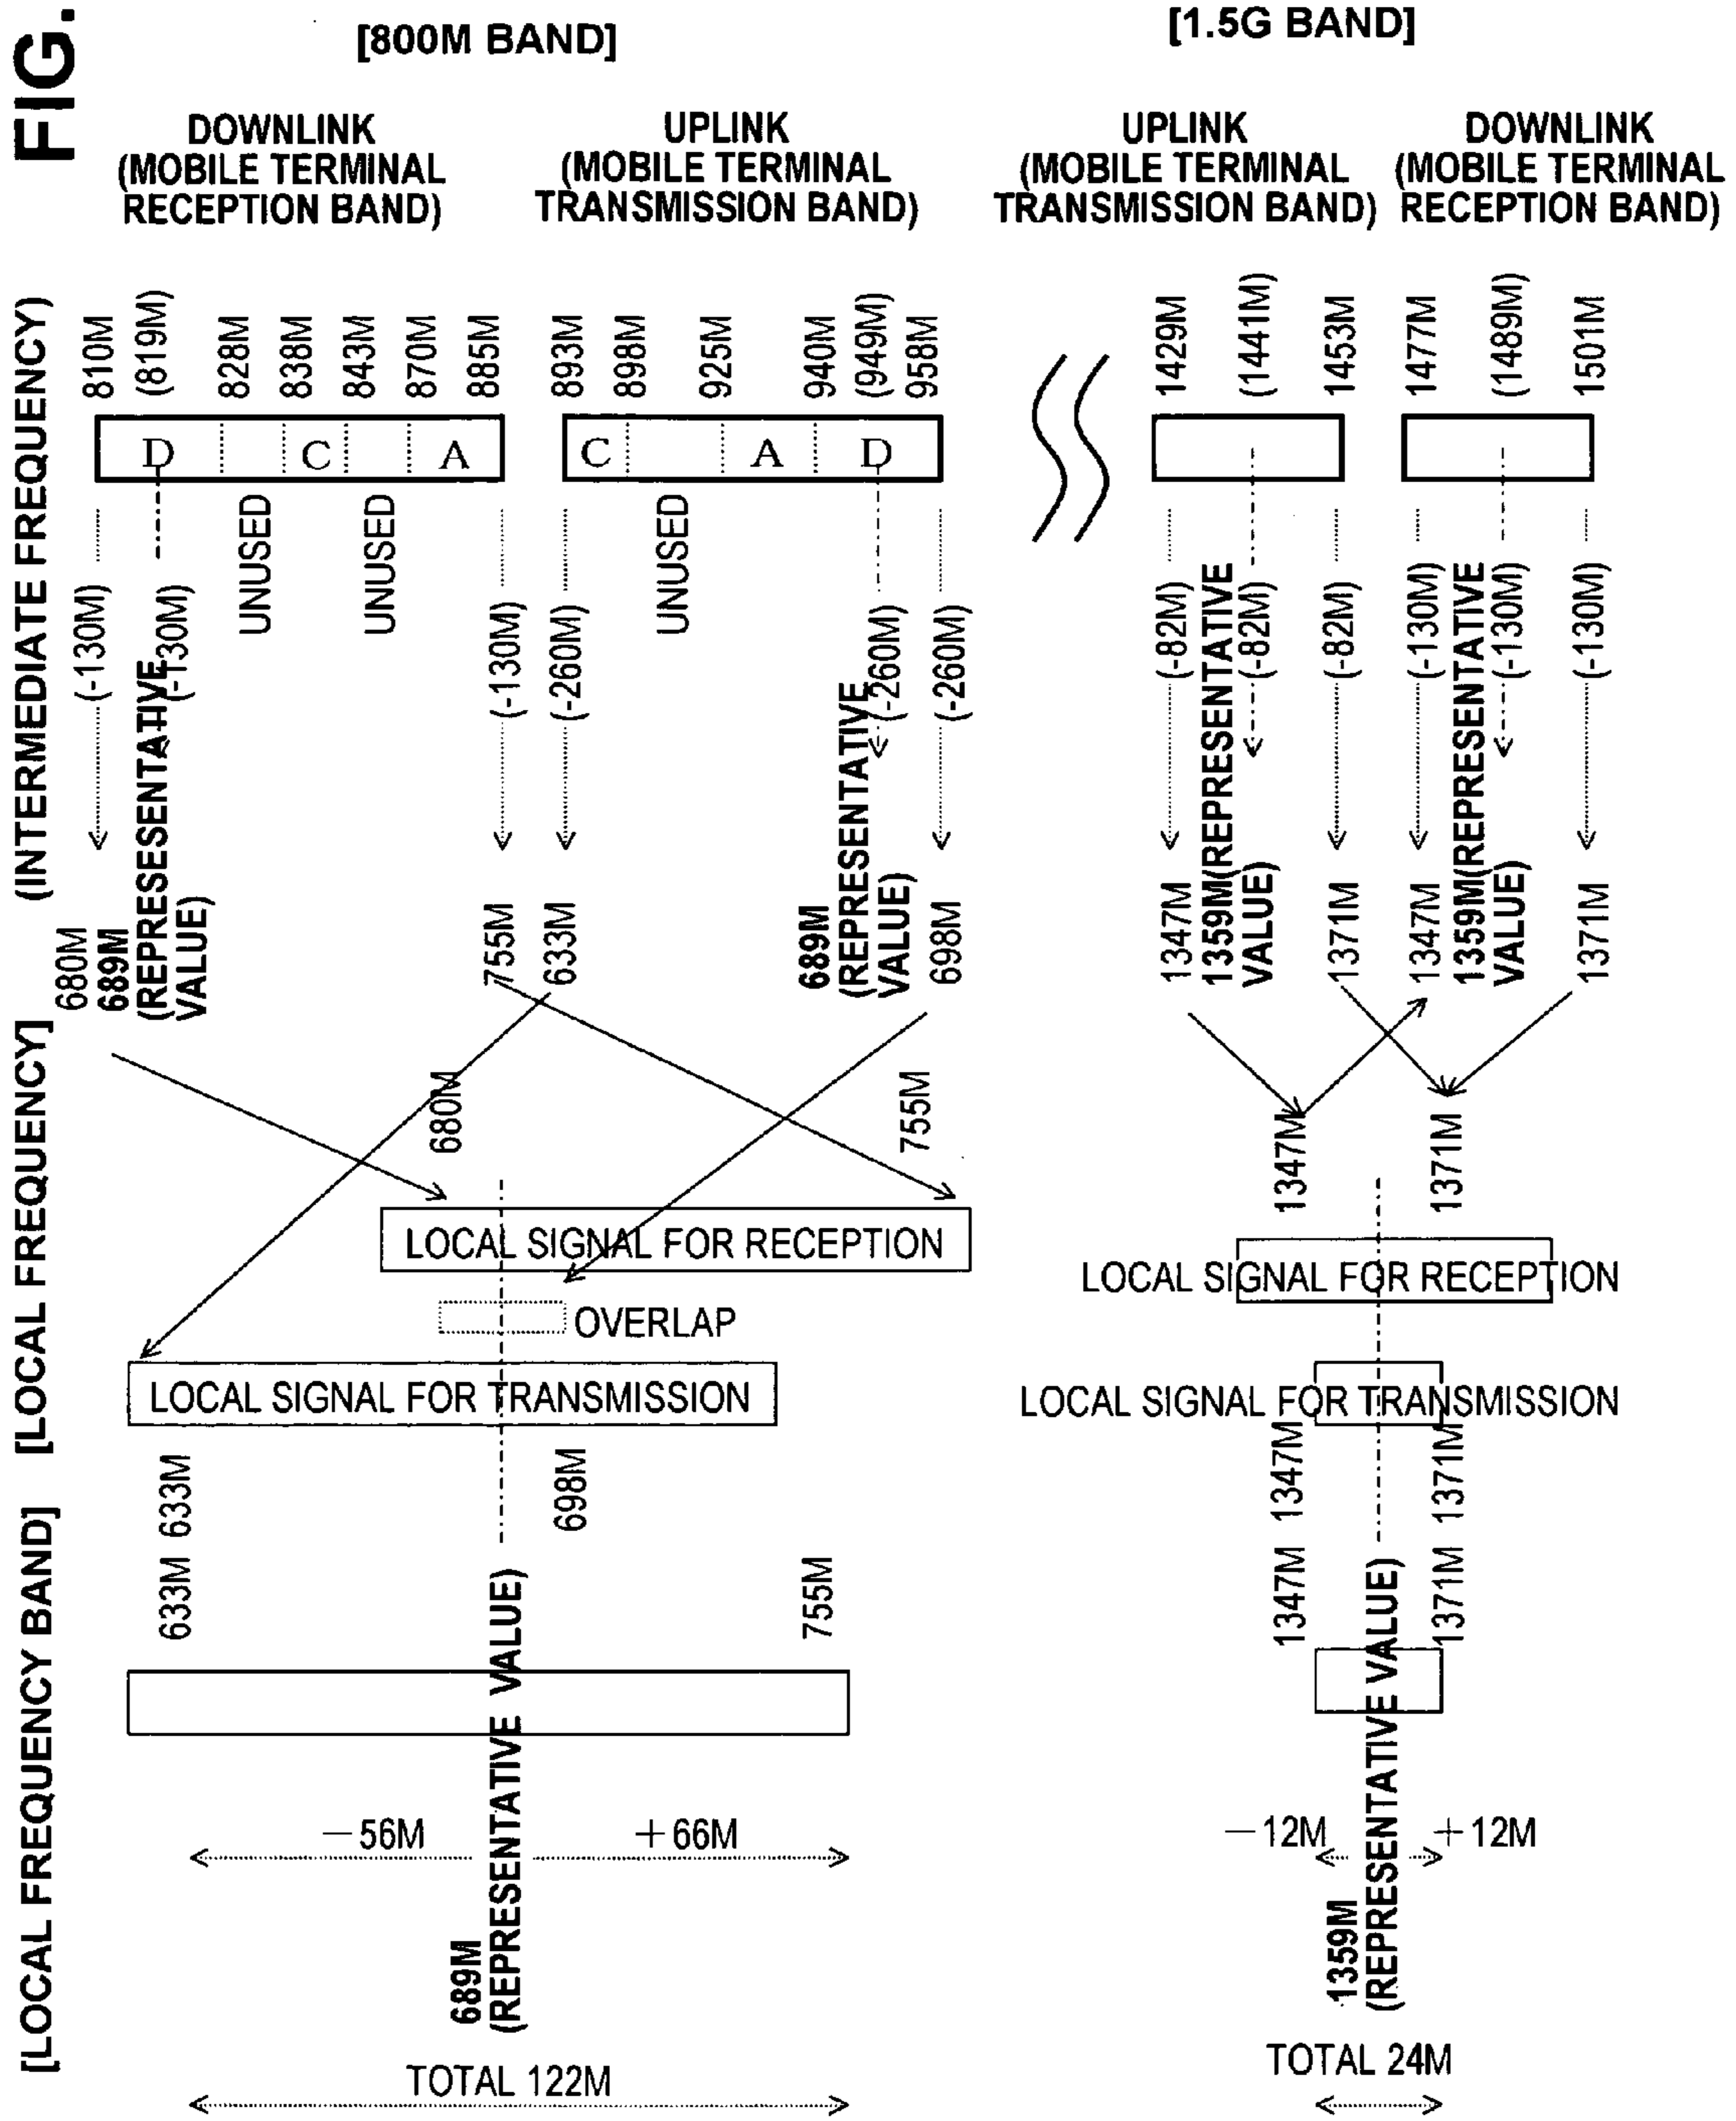 FIG.
[800M BAND]
[1.5G BAND]
DOWNLINK
(MOBILE TERMINAL
RECEPTION BAND)
UPLINK
(MOBILE TERMINAL
TRANSMISSION BAND)
UPLINK
(MOBILE TERMINAL
TRANSMISSION BAND)
DOWNLINK
(MOBILE TERMINAL
RECEPTION BAND)
(INTERMEDIATE FREQUENCY)
810M
(819M)
828M
838M
843M
870M
885M
893M
898M
925M
940M
(949M)
958M
1429M
(1441M)
1453M
1477M
(1489M)
1501M
D
C
A
C
A
D
UNUSED
UNUSED
UNUSED
(-130M)
(-130M)
(-130M)
(-260M)
(-260M)
(-260M)
(-82M)
(-82M)
(-82M)
(-130M)
(-130M)
(-130M)
680M
689M
(REPRESESENTATIVE
VALUE)
755M
633M
689M
(REPRESENTATIVE
VALUE)
698M
1347M
1359M(REPRESENTATIVE
VALUE)
1371M
1347M
1359M(REPRESENTATIVE
VALUE)
1371M
[LOCAL FREQUENCY]
680M
755M
1347M
1371M
LOCAL SIGNAL FOR RECEPTION
LOCAL SIGNAL FOR RECEPTION
OVERLAP
LOCAL SIGNAL FOR TRANSMISSION
LOCAL SIGNAL FOR TRANSMISSION
633M
698M
1347M
1371M
[LOCAL FREQUENCY BAND]
633M
755M
1347M
1371M
－56M
＋66M
－12M
＋12M
689M
(REPRESENTATIVE VALUE)
1359M
(REPRESENTATIVE VALUE)
TOTAL 122M
TOTAL 24M